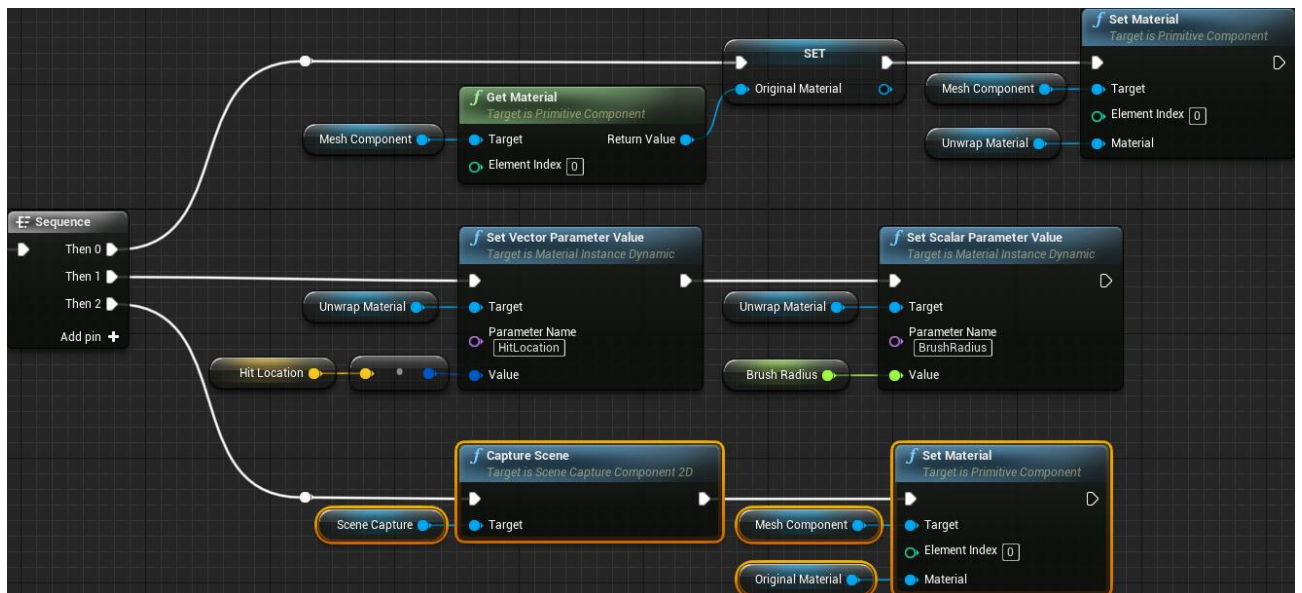 Set Material
Target is Primitive Component
SET
Original Material
Mesh Component
Target
Element Index 0
Unwrap Material
Material
Get Material
Target is Primitive Component
Mesh Component
Target
Return Value
Element Index 0
Sequence
Then 0
Then 1
Then 2
Add pin
Set Vector Parameter Value
Target is Material Instance Dynamic
Unwrap Material
Target
Parameter Name
HitLocation
Hit Location
Value
Set Scalar Parameter Value
Target is Material Instance Dynamic
Unwrap Material
Target
Parameter Name
BrushRadius
Brush Radius
Value
Capture Scene
Target is Scene Capture Component 2D
Scene Capture
Target
Set Material
Target is Primitive Component
Mesh Component
Target
Element Index 0
Original Material
Material